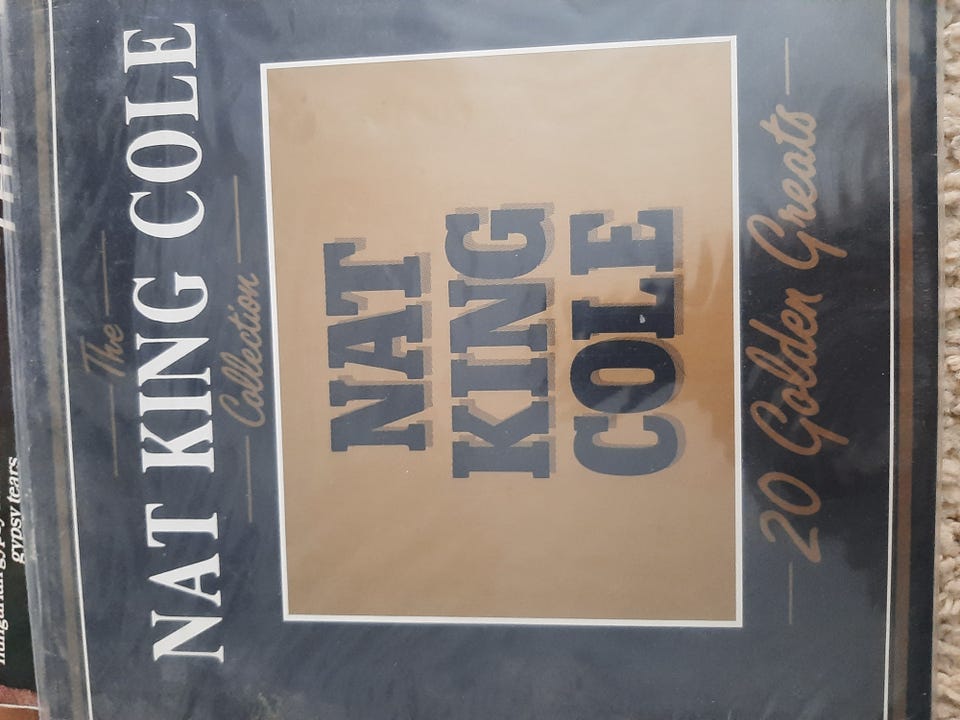 The
NAT KING COLE
Collection
NAT
KING
COLE
20 Golden Greats
gypsy tears